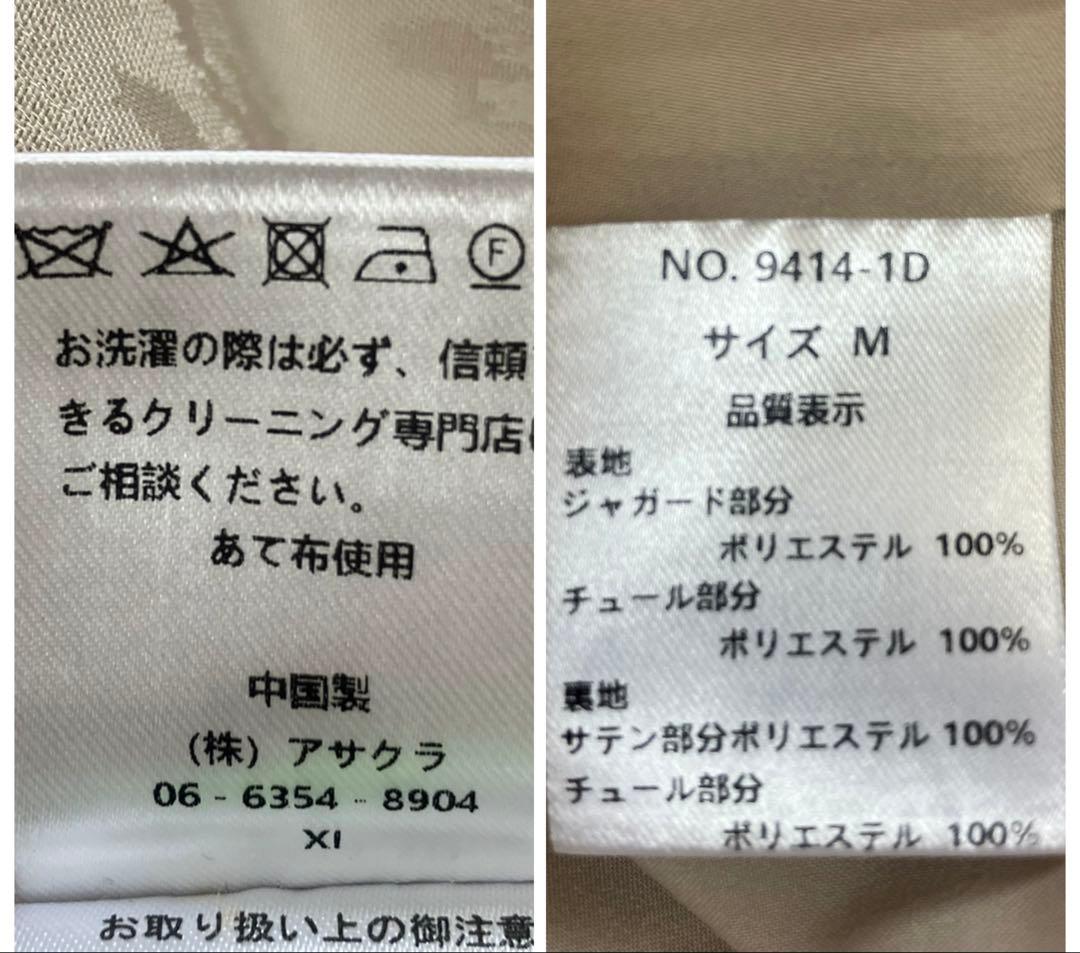 F
お洗濯の際は必ず、信頼
きるクリーニング専門店
ご相談ください。
あて布使用
中国製
(株) アサクラ
06 - 6354 - 8904
XI
お取り扱い上の御注意
NO. 9414-1D
サイズ M
品質表示
表地
ジャガード部分
ポリエステル 100%
チュール部分
ポリエステル 100%
裏地
サテン部分ポリエステル 100%
チュール部分
ポリエステル 100%